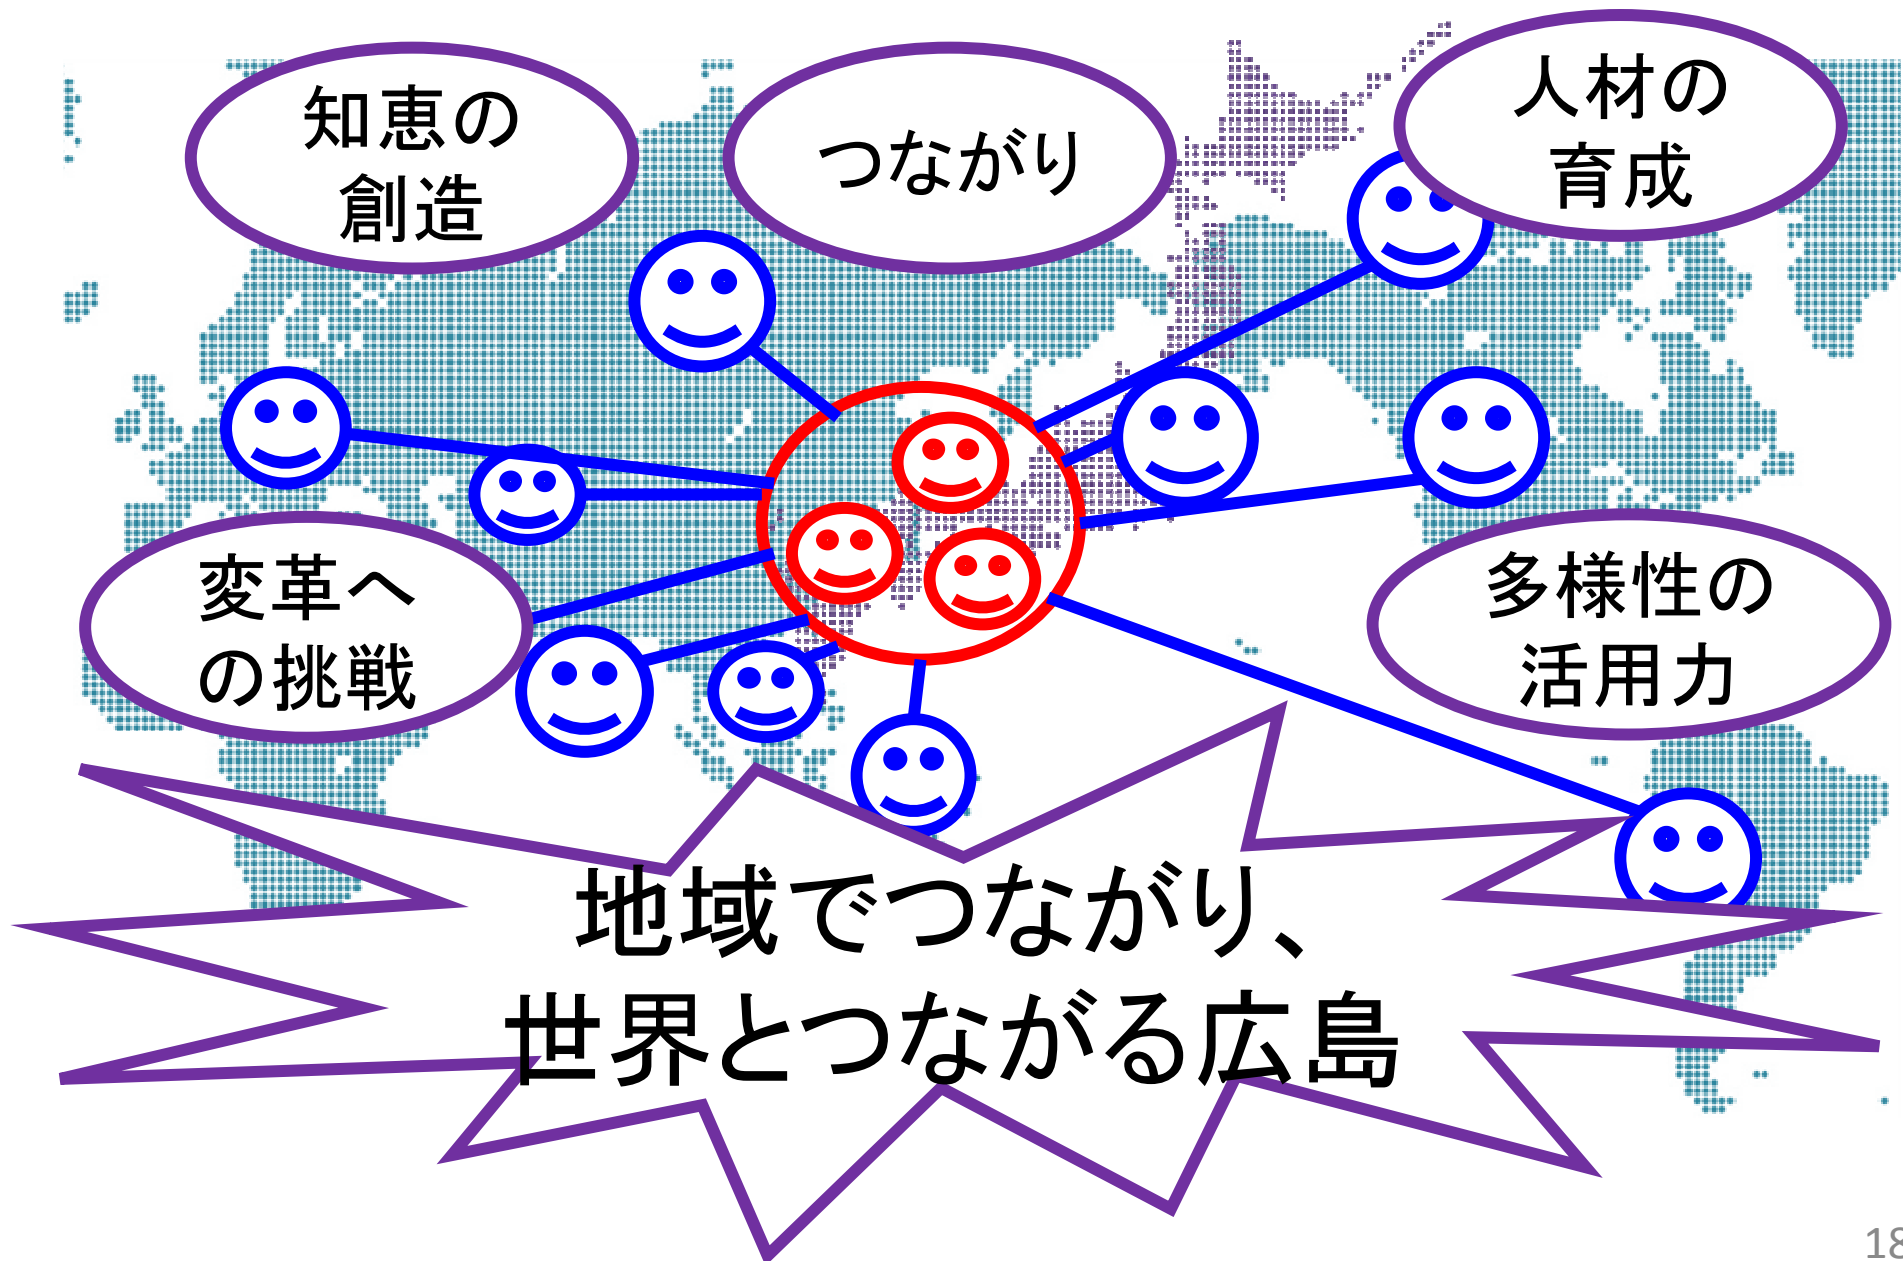 知恵の
創造
つながり
人材の
育成
変革へ
の挑戦
多様性の
活用力
地域でつながり、
世界とつながる広島
18